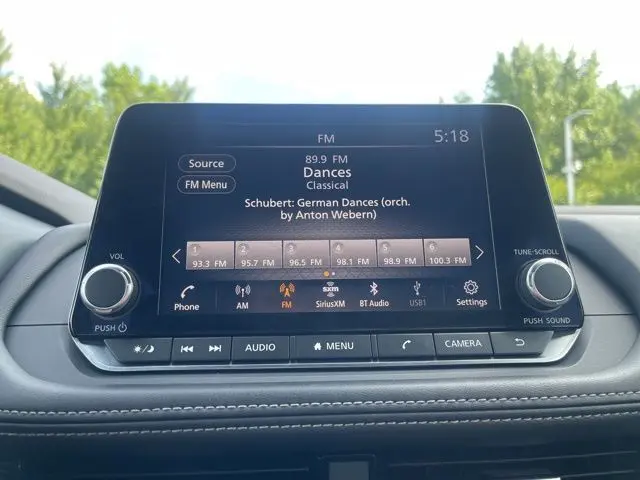 FM
5:18
Source
89.9 FM
FM Menu
Dances
Classical
Schubert: German Dances (orch.
by Anton Webern)
1 2 3 4 5 6
93.3 FM 95.7 FM 96.5 FM 98.1 FM 98.9 FM 100.3 FM
VOL
TUNE·SCROLL
Phone AM FM sxm SiriusXM BT Audio USB1 Settings
PUSH
PUSH SOUND
AUDIO MENU CAMERA